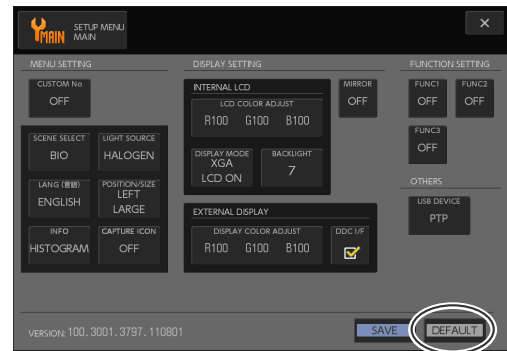 MAIN SETUP MENU
MAIN
MENU SETTING
CUSTOM No
OFF
SCENE SELECT
BIO
LIGHT SOURCE
HALOGEN
LANG (言語)
ENGLISH
POSITION/SIZE
LEFT
LARGE
INFO
HISTOGRAM
CAPTURE ICON
OFF
DISPLAY SETTING
INTERNAL LCD
LCD COLOR ADJUST
R100 G100 B100
DISPLAY MODE
XGA
LCD ON
BACKLIGHT
7
MIRROR
OFF
EXTERNAL DISPLAY
DISPLAY COLOR ADJUST
R100 G100 B100
DDC I/F
FUNCTION SETTING
FUNC1
OFF
FUNC2
OFF
FUNC3
OFF
OTHERS
USB DEVICE
PTP
VERSION: 100. 3001. 3797. 110801
SAVE
DEFAULT